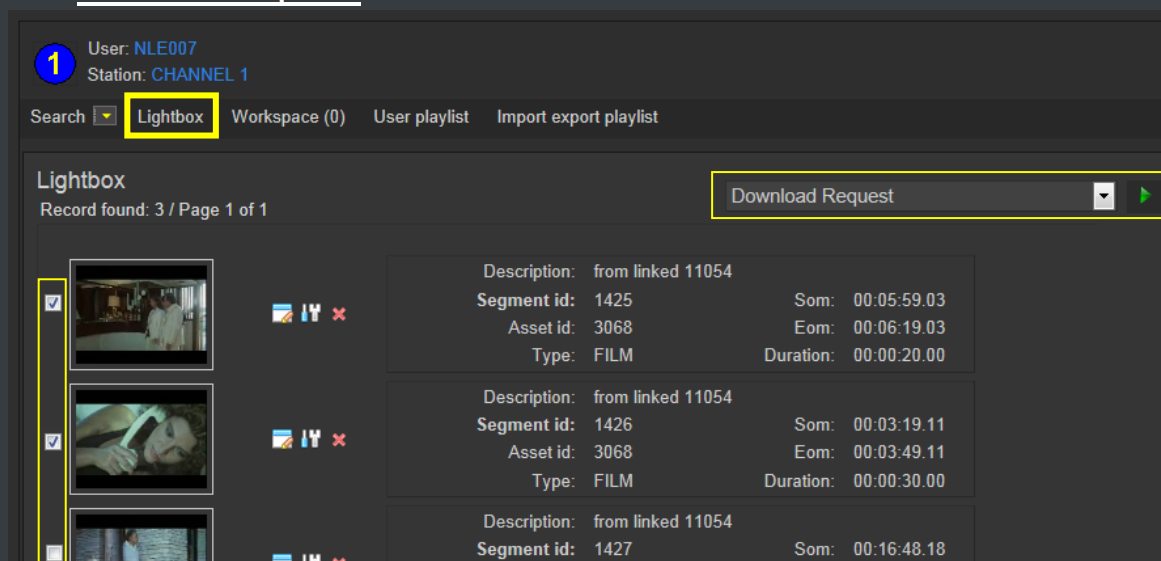 1
User: NLE007
Station: CHANNEL 1
Search Lightbox Workspace (0) User playlist Import export playlist
Lightbox
Record found: 3 / Page 1 of 1
Download Request
Description: from linked 11054
Segment id: 1425 Som: 00:05:59.03
Asset id: 3068 Eom: 00:06:19.03
Type: FILM Duration: 00:00:20.00
Description: from linked 11054
Segment id: 1426 Som: 00:03:19.11
Asset id: 3068 Eom: 00:03:49.11
Type: FILM Duration: 00:00:30.00
Description: from linked 11054
Segment id: 1427 Som: 00:16:48.18